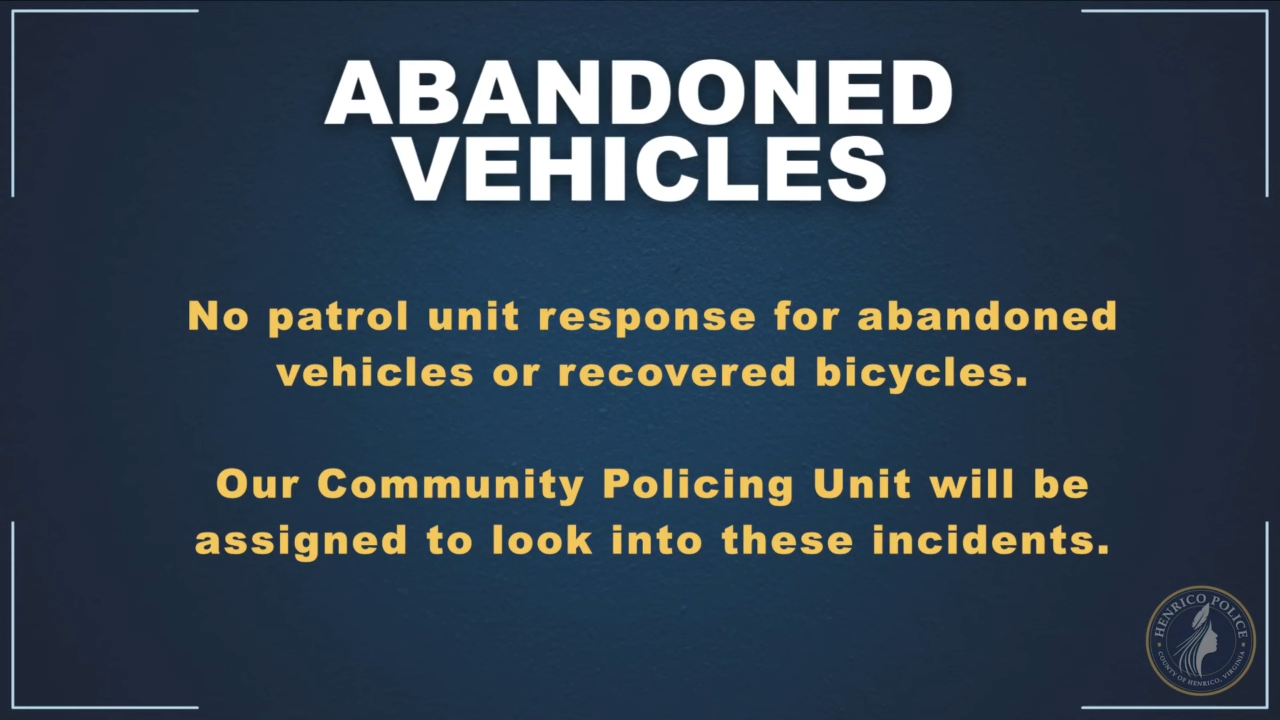 ABANDONED
VEHICLES
No patrol unit response for abandoned
vehicles or recovered bicycles.
Our Community Policing Unit will be
assigned to look into these incidents.
HENRICO POLICE
COUNTY OF HENRICO, VIRGINIA